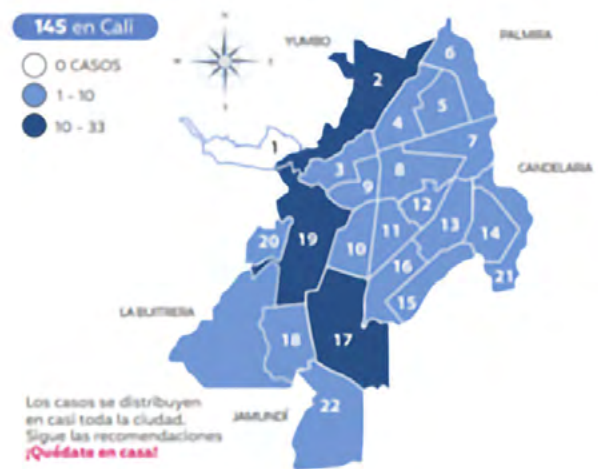 145 en Cali
0 CASOS
1 - 10
10 - 33
YUMBO
PALMIRA
CANDELARIA
LA BUITRERA
JAMUNDÍ
N
E
S
1
2
3
4
5
6
7
8
9
10
11
12
13
14
15
16
17
18
19
20
21
22
Los casos se distribuyen
en casi toda la ciudad.
Sigue las recomendaciones
¡Quédate en casa!